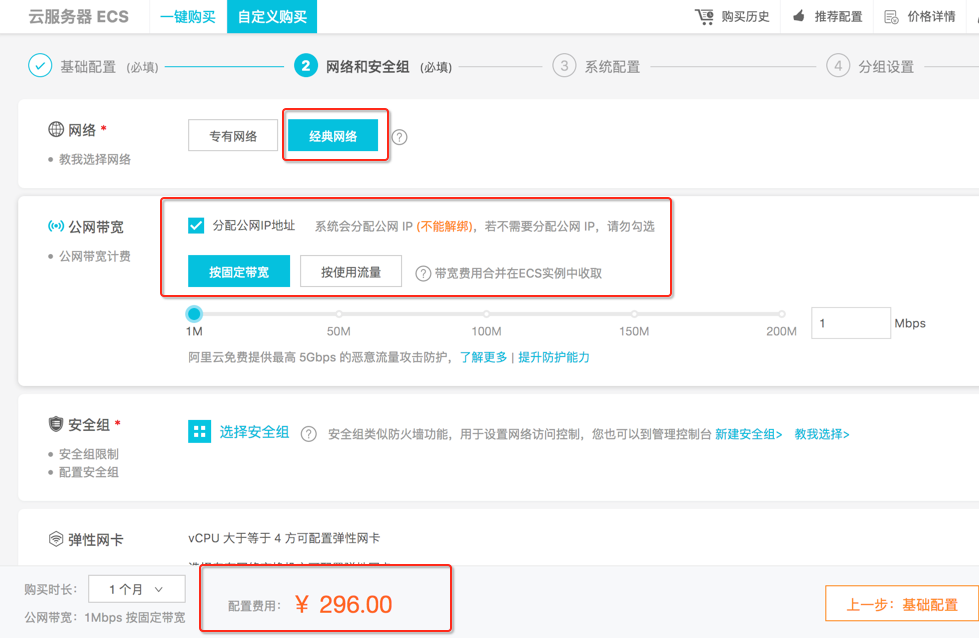 云服务器 ECS 一键购买 自定义购买 购买历史 推荐配置 价格详情
基础配置 (必填) 2 网络和安全组 (必填) 3 系统配置 4 分组设置
网络 * 专有网络 经典网络 ?
• 教我选择网络
公网带宽 分配公网IP地址 系统会分配公网 IP (不能解绑)，若不需要分配公网 IP，请勿勾选
• 公网带宽计费
按固定带宽 按使用流量 ? 带宽费用合并在ECS实例中收取
1M 50M 100M 150M 200M 1 Mbps
阿里云免费提供最高 5Gbps 的恶意流量攻击防护，了解更多 | 提升防护能力
安全组 * 选择安全组 ? 安全组类似防火墙功能，用于设置网络访问控制，您也可以到管理控制台 新建安全组> 教我选择>
• 安全组限制
• 配置安全组
弹性网卡 vCPU 大于等于 4 方可配置弹性网卡
购买时长： 1 个月
公网带宽： 1Mbps 按固定带宽
配置费用： ¥ 296.00
上一步：基础配置